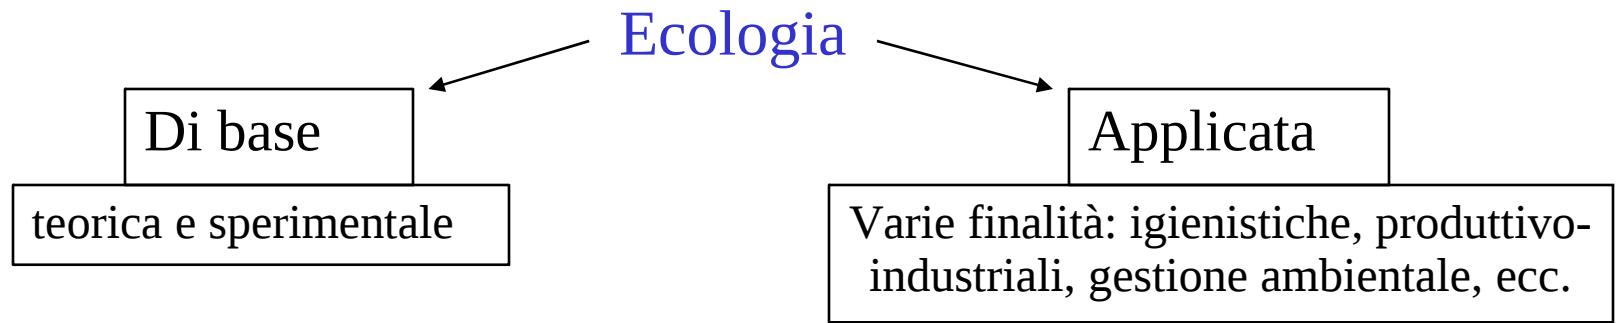 Ecologia
Di base
teorica e sperimentale
Applicata
Varie finalità: igienistiche, produttivo-
industriali, gestione ambientale, ecc.